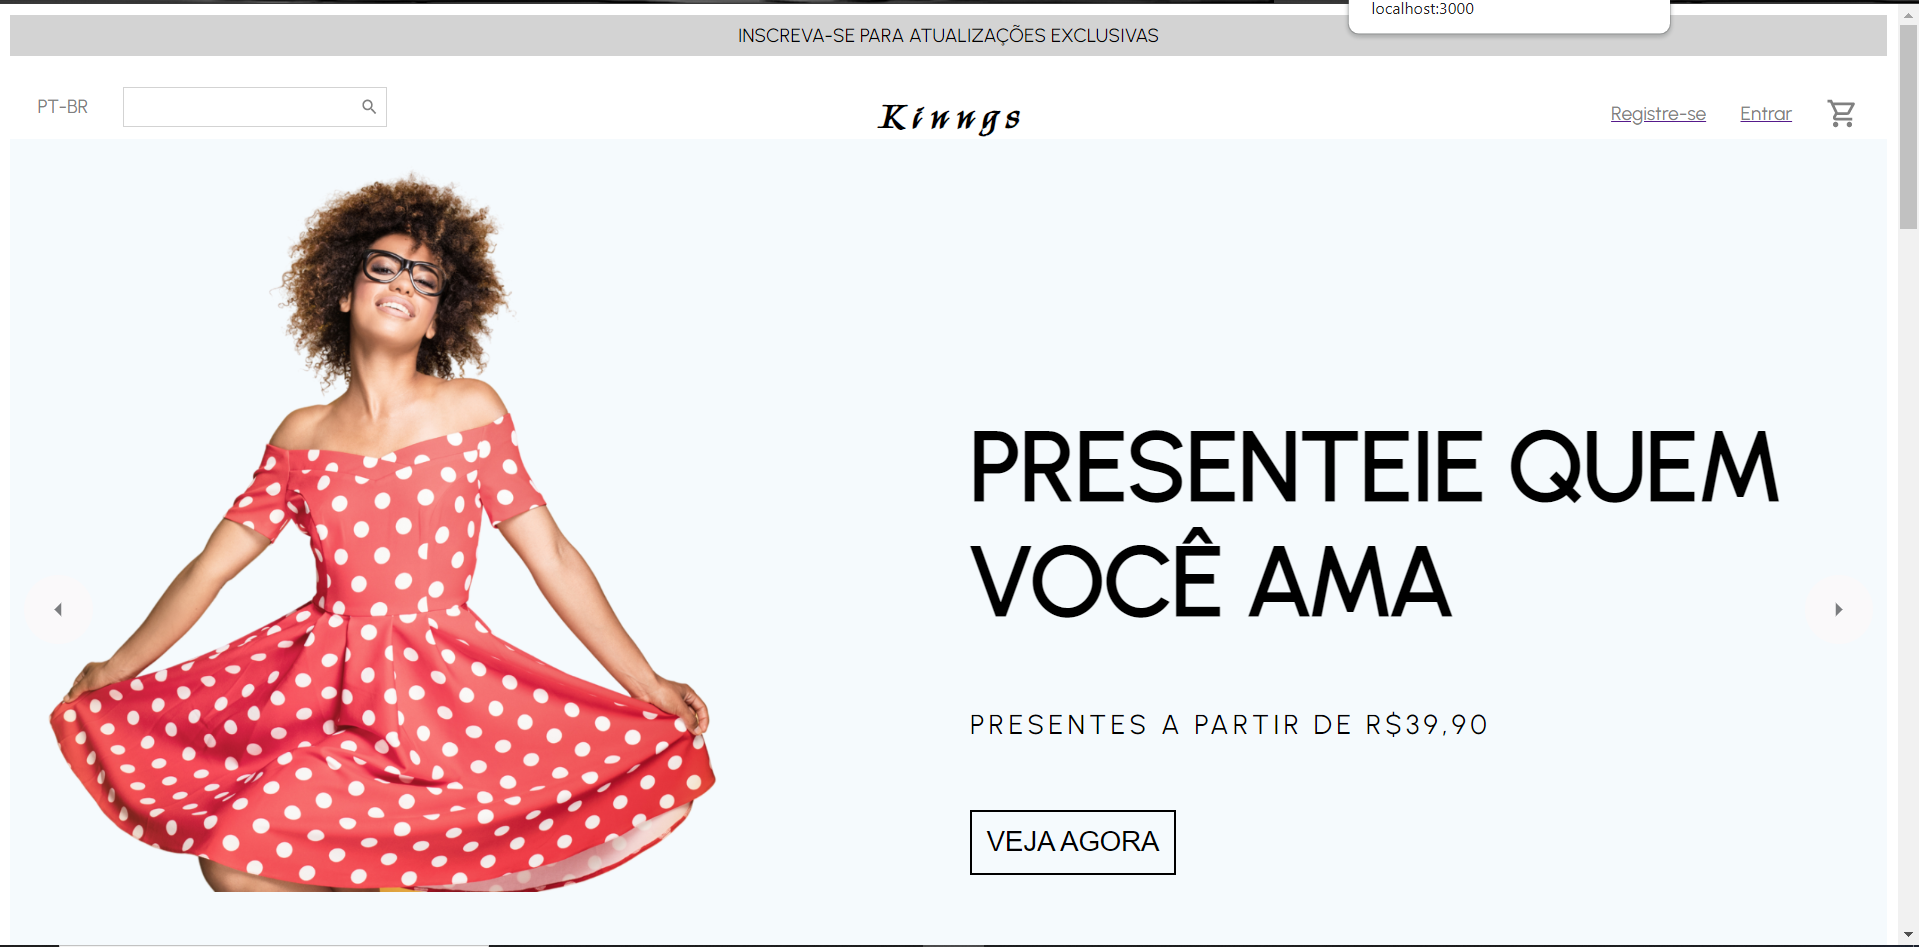 localhost:3000
INSCREVA-SE PARA ATUALIZAÇÕES EXCLUSIVAS
PT-BR
Kinngs
Registre-se Entrar
PRESENTEIE QUEM
VOCÊ AMA
PRESENTES A PARTIR DE R$39,90
VEJA AGORA